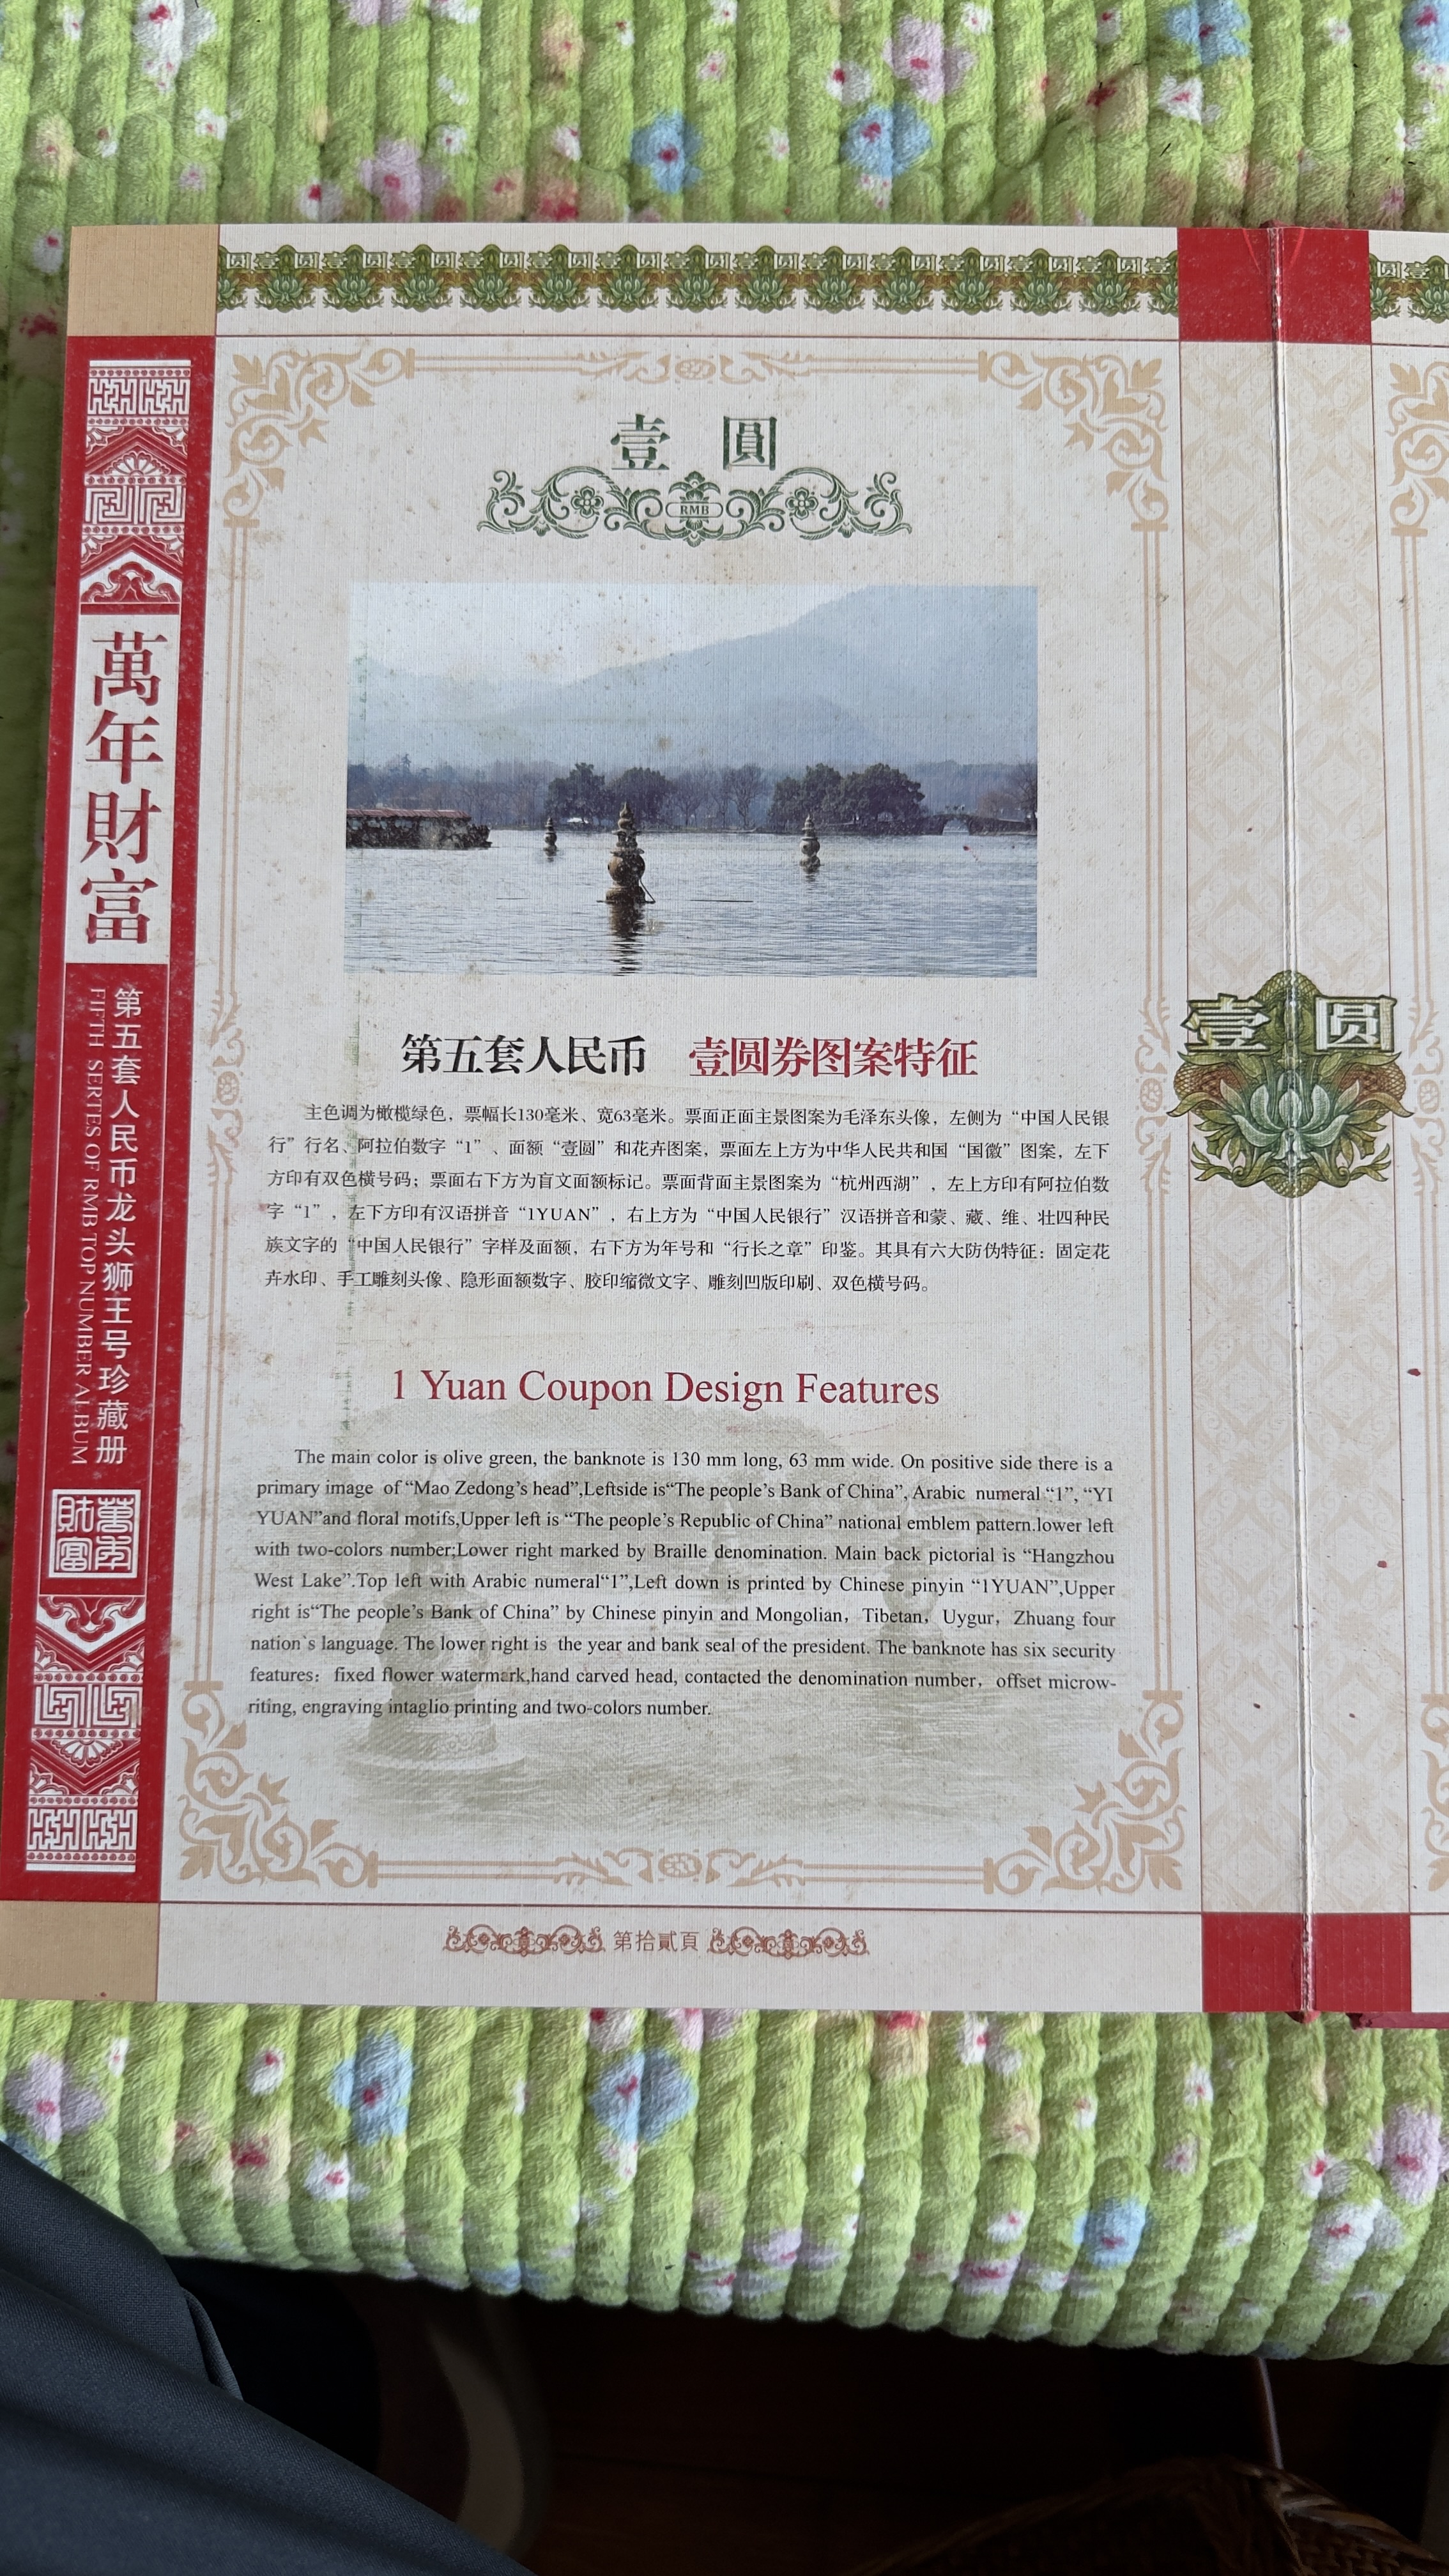 壹圓
RMB
萬年財富
第五套人民币龙头狮王号珍藏册
FIFTH SERTES OF RMB TOP NUMBER ALBUM
萬年
財富
第五套人民币 壹圆券图案特征
主色调为橄榄绿色，票幅长130毫米、宽63毫米。票面正面主景图案为毛泽东头像，左侧为“中国人民银
行”行名、阿拉伯数字“1”、面额“壹圆”和花卉图案，票面左上方为中华人民共和国“国徽”图案，左下
方印有双色横号码；票面右下方为盲文面额标记。票面背面主景图案为“杭州西湖”，左上方印有阿拉伯数
字“1”，左下方印有汉语拼音“1YUAN”，右上方为“中国人民银行”汉语拼音和蒙、藏、维、壮四种民
族文字的“中国人民银行”字样及面额，右下方为年号和“行长之章”印鉴。其具有六大防伪特征：固定花
卉水印、手工雕刻头像、隐形面额数字、胶印缩微文字、雕刻凹版印刷、双色横号码。
1 Yuan Coupon Design Features
The main color is olive green, the banknote is 130 mm long, 63 mm wide. On positive side there is a
primary image of “Mao Zedong’s head”,Leftside is“The people’s Bank of China”, Arabic numeral “1”, “YI
YUAN”and floral motifs,Upper left is “The people’s Republic of China” national emblem pattern.lower left
with two-colors number;Lower right marked by Braille denomination. Main back pictorial is “Hangzhou
West Lake”.Top left with Arabic numeral“1”,Left down is printed by Chinese pinyin “1YUAN”,Upper
right is“The people’s Bank of China” by Chinese pinyin and Mongolian，Tibetan，Uygur，Zhuang four
nation`s language. The lower right is the year and bank seal of the president. The banknote has six security
features：fixed flower watermark,hand carved head, contacted the denomination number，offset microw-
riting, engraving intaglio printing and two-colors number.
第拾貳頁
壹圆